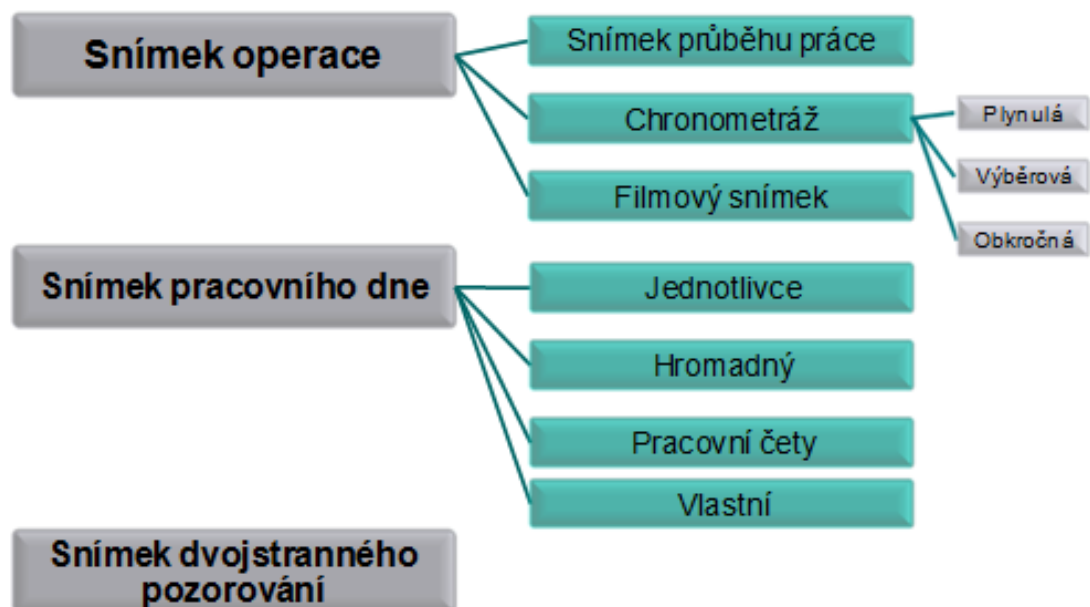 Snímek operace
Snímek průběhu práce
Chronometráž
Plynulá
Výběrová
Filmový snímek
Obkročná
Snímek pracovního dne
Jednotlivce
Hromadný
Pracovní čety
Vlastní
Snímek dvojstranného
pozorování